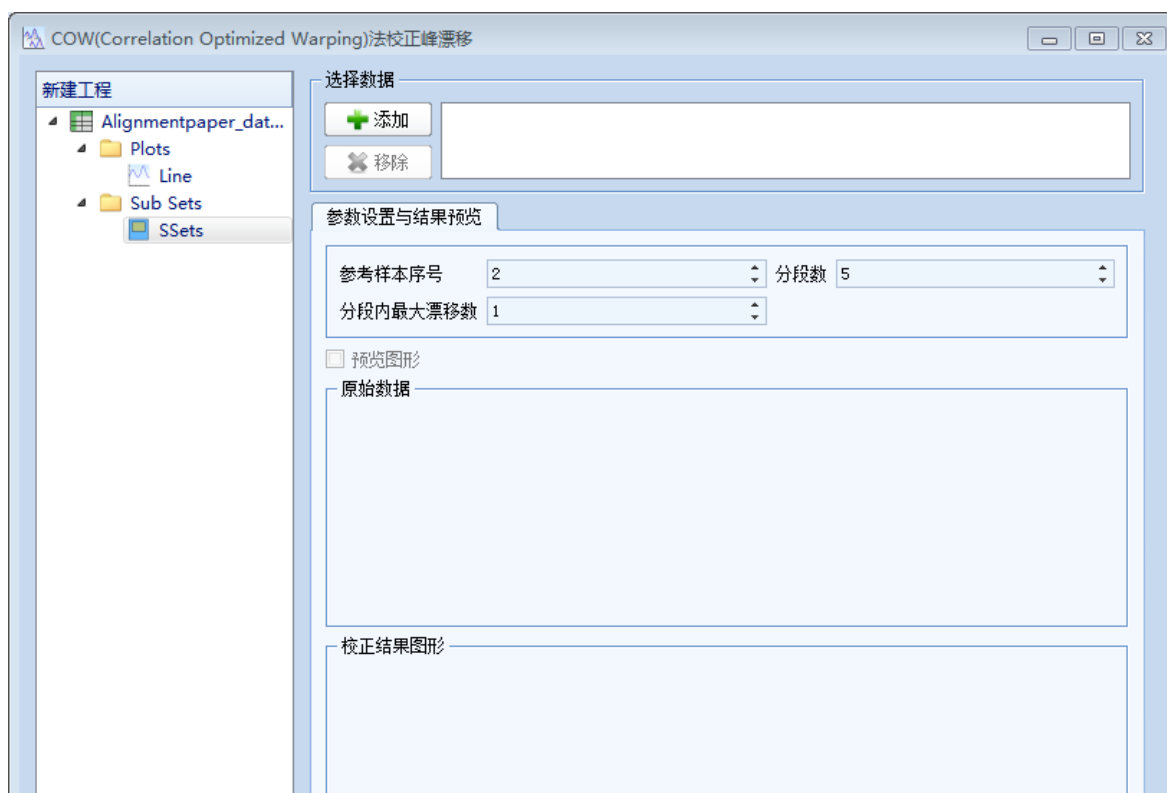 COW(Correlation Optimized Warping)法校正峰漂移
新建工程
Alignmentpaper_dat...
Plots
Line
Sub Sets
SSets
选择数据
添加
移除
参数设置与结果预览
参考样本序号 2 分段数 5
分段内最大漂移数 1
预览图形
原始数据
校正结果图形